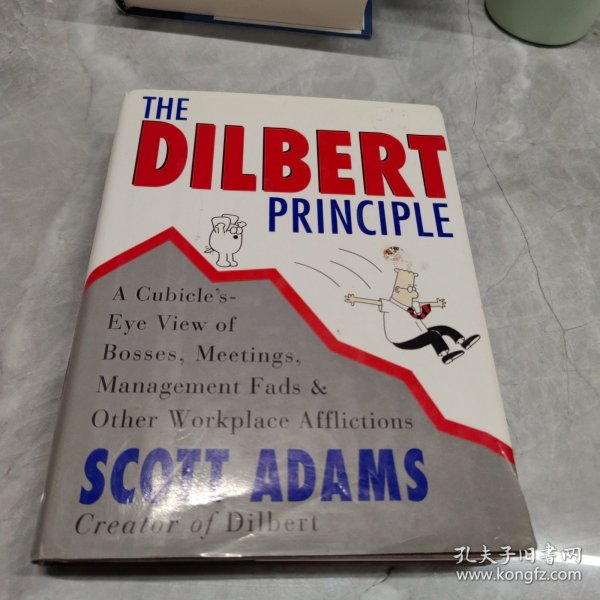 THE
DILBERT
PRINCIPLE
A Cubicle's-
Eye View of
Bosses, Meetings,
Management Fads &
Other Workplace Afflictions
SCOTT ADAMS
Creator of Dilbert
孔夫子旧书网
www.kongfz.com